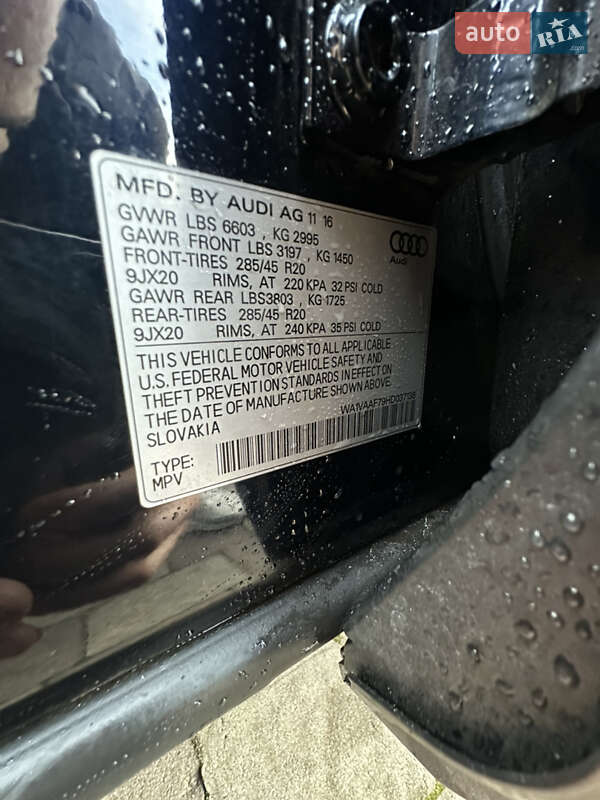 auto RIA.com
MFD. BY AUDI AG 11 16
GVWR LBS 6603 , KG 2995
GAWR FRONT LBS 3197 , KG 1450
FRONT-TIRES 285/45 R20
9JX20 RIMS, AT 220 KPA 32 PSI COLD
GAWR REAR LBS3803 , KG 1725
REAR-TIRES 285/45 R20
9JX20 RIMS, AT 240 KPA 35 PSI COLD
Audi
THIS VEHICLE CONFORMS TO ALL APPLICABLE
U.S. FEDERAL MOTOR VEHICLE SAFETY AND
THEFT PREVENTION STANDARDS IN EFFECT ON
THE DATE OF MANUFACTURE SHOWN ABOVE.
SLOVAKIA
WA1VAAF79HD037138
TYPE:
MPV